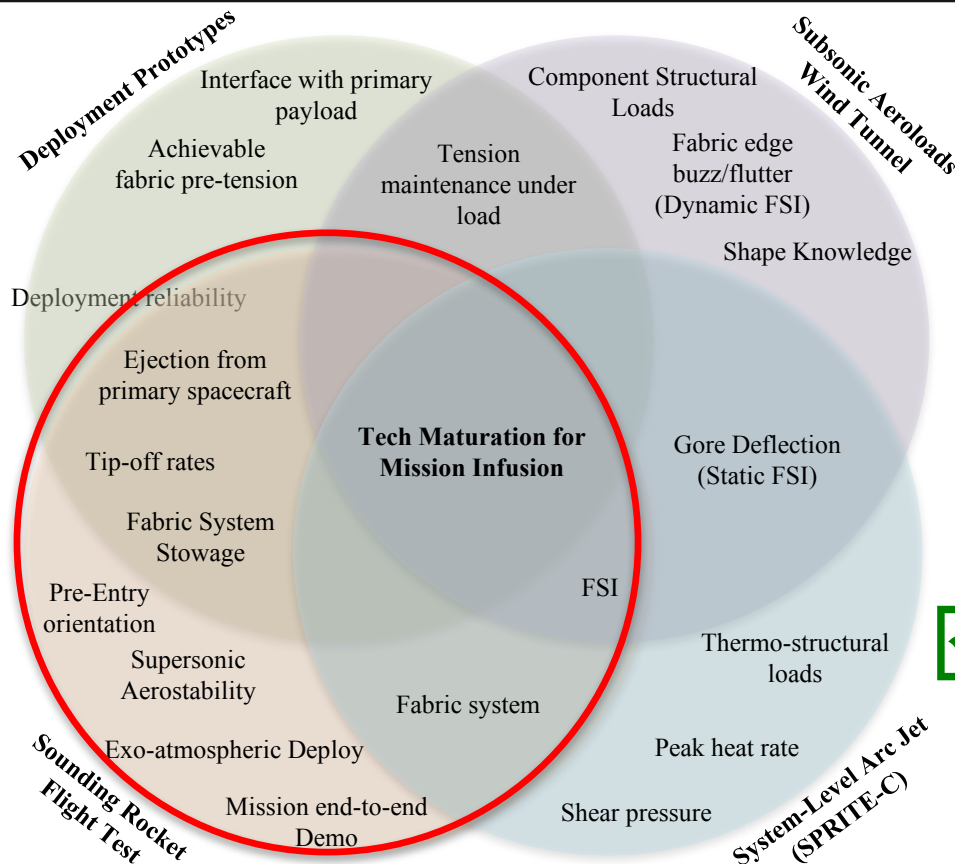 Deployment Prototypes
Subsonic Aeroloads
Wind Tunnel
Interface with primary
payload
Achievable
fabric pre-tension
Component Structural
Loads
Fabric edge
buzz/flutter
(Dynamic FSI)
Tension
maintenance under
load
Shape Knowledge
Deployment reliability
Ejection from
primary spacecraft
Tip-off rates
Fabric System
Stowage
Tech Maturation for
Mission Infusion
Gore Deflection
(Static FSI)
Pre-Entry
orientation
FSI
Supersonic
Aerostability
Thermo-structural
loads
Fabric system
Exo-atmospheric Deploy
Peak heat rate
Mission end-to-end
Demo
Shear pressure
Sounding Rocket
Flight Test
System-Level Arc Jet
(SPRITE-C)